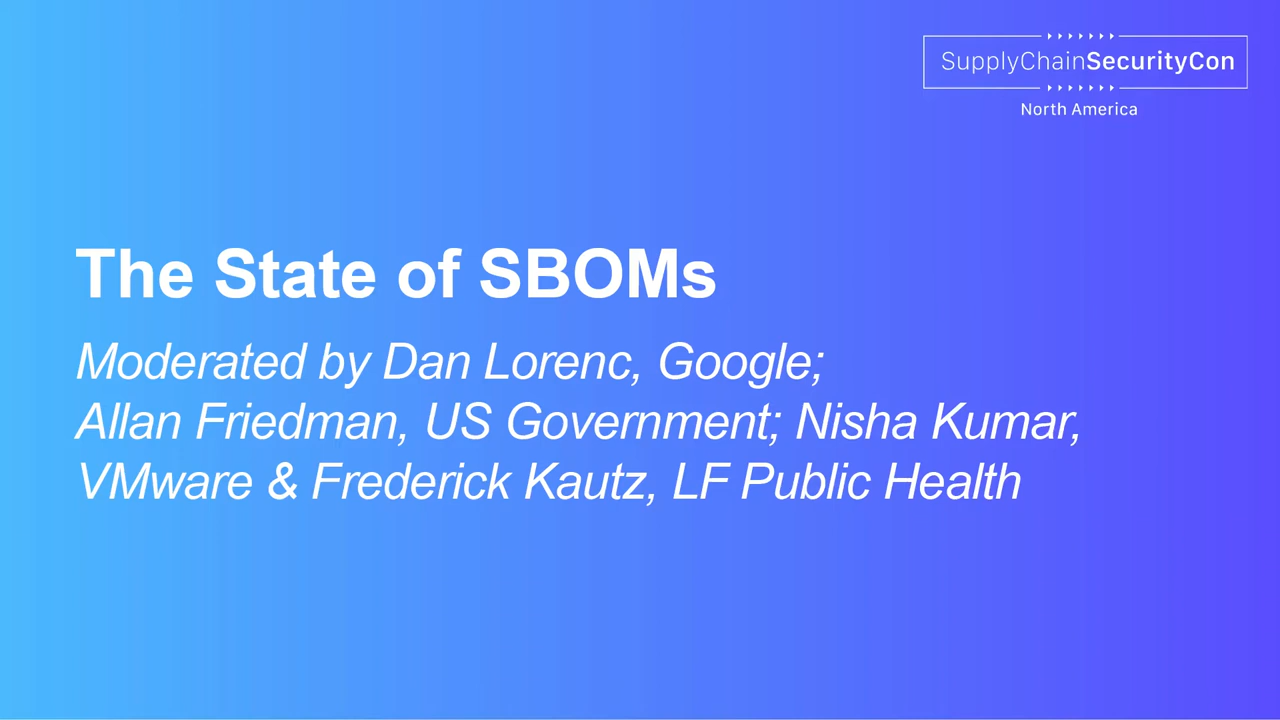 SupplyChainSecurityCon
North America
The State of SBOMs
Moderated by Dan Lorenc, Google;
Allan Friedman, US Government; Nisha Kumar,
VMware & Frederick Kautz, LF Public Health